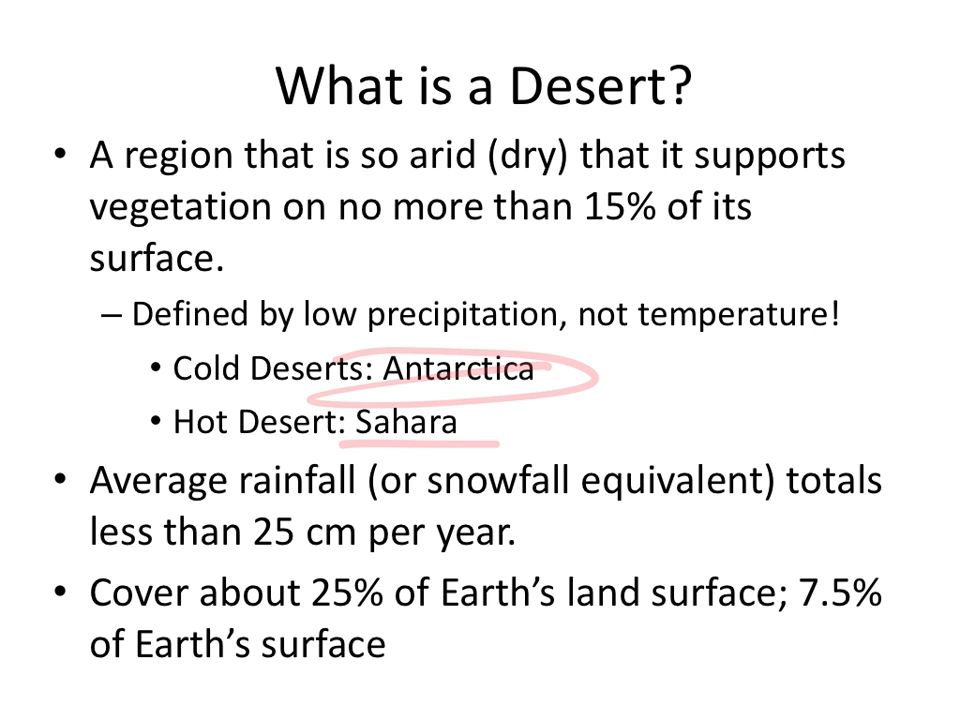 What is a Desert?
• A region that is so arid (dry) that it supports
vegetation on no more than 15% of its
surface.
– Defined by low precipitation, not temperature!
• Cold Deserts: Antarctica
• Hot Desert: Sahara
• Average rainfall (or snowfall equivalent) totals
less than 25 cm per year.
• Cover about 25% of Earth’s land surface; 7.5%
of Earth’s surface